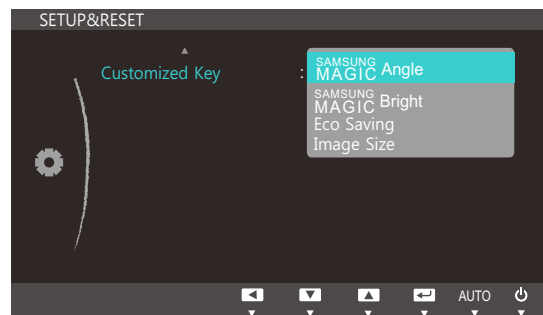 SETUP&RESET
Customized Key : SAMSUNG MAGIC Angle
SAMSUNG MAGIC Bright
Eco Saving
Image Size
AUTO